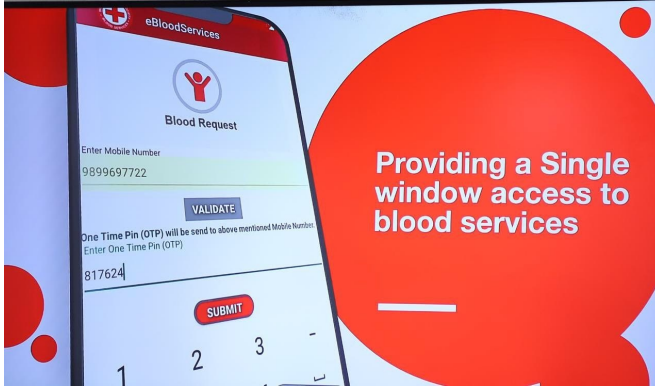 eBloodServices
Blood Request
Enter Mobile Number
9899697722
VALIDATE
One Time Pin (OTP) will be send to above mentioned Mobile Number.
Enter One Time Pin (OTP)
817624
SUBMIT
1 2 3 -
Providing a Single
window access to
blood services